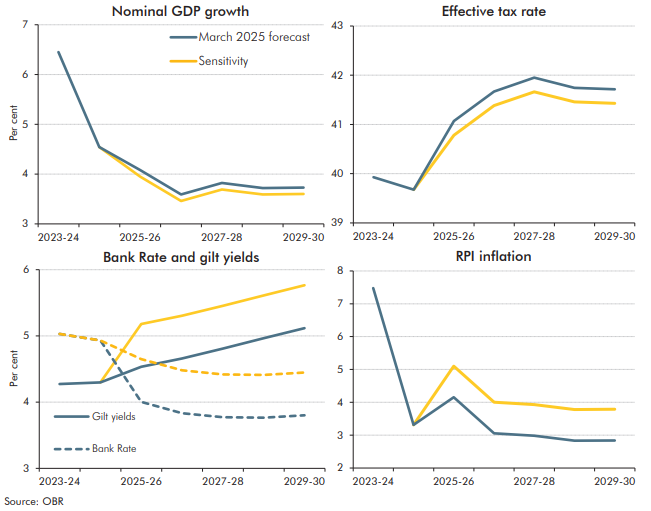 Nominal GDP growth
7
6
5
4
3
Per cent
March 2025 forecast
Sensitivity
2023-24 2025-26 2027-28 2029-30
Effective tax rate
43
42
41
40
39
2023-24 2025-26 2027-28 2029-30
Bank Rate and gilt yields
6
5
4
3
Per cent
Gilt yields
Bank Rate
2023-24 2025-26 2027-28 2029-30
RPI inflation
8
7
6
5
4
3
2
2023-24 2025-26 2027-28 2029-30
Source: OBR